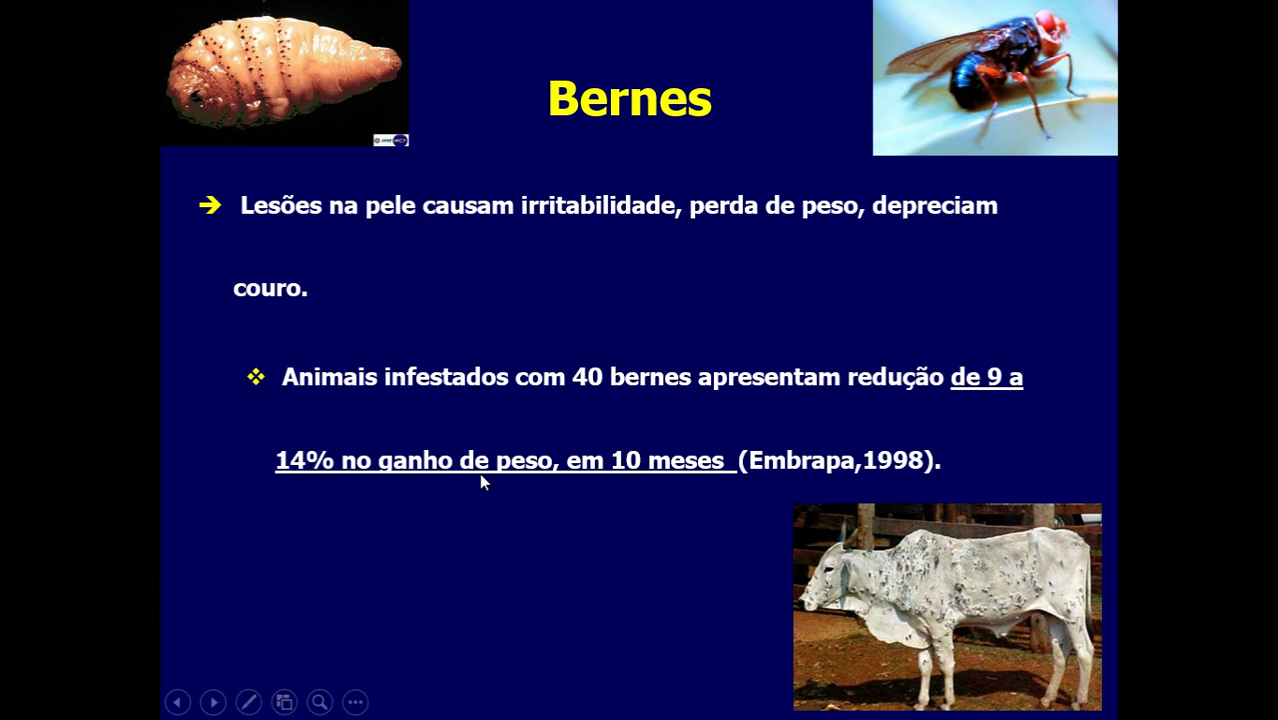 Bernes
➔ Lesões na pele causam irritabilidade, perda de peso, depreciam
couro.
❖ Animais infestados com 40 bernes apresentam redução de 9 a
14% no ganho de peso, em 10 meses (Embrapa,1998).